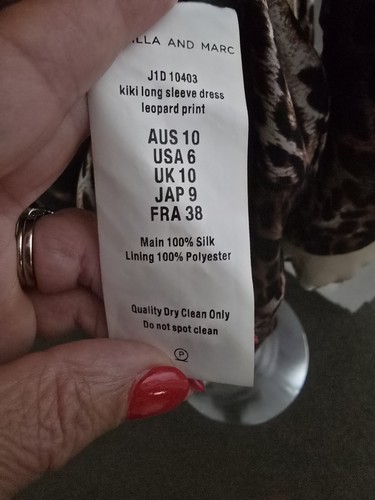 AND MARC
J1D 10403
kiki long sleeve dress
leopard print
AUS 10
USA 6
UK 10
JAP 9
FRA 38
Main 100% Silk
Lining 100% Polyester
Quality Dry Clean Only
Do not spot clean
P